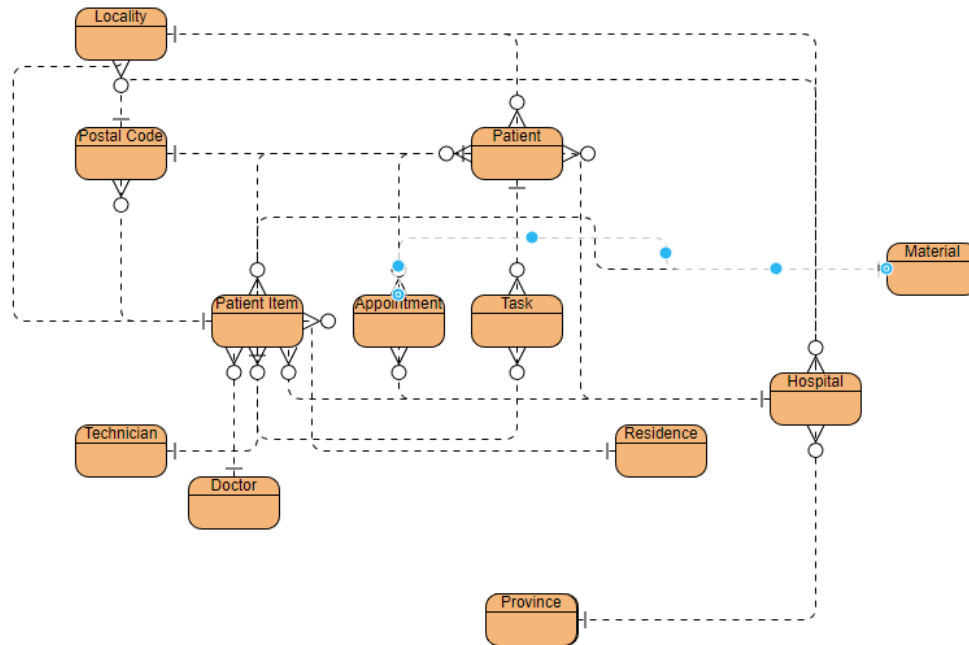 Locality
Postal Code
Patient
Material
Patient Item
Appointment
Task
Hospital
Technician
Residence
Doctor
Province